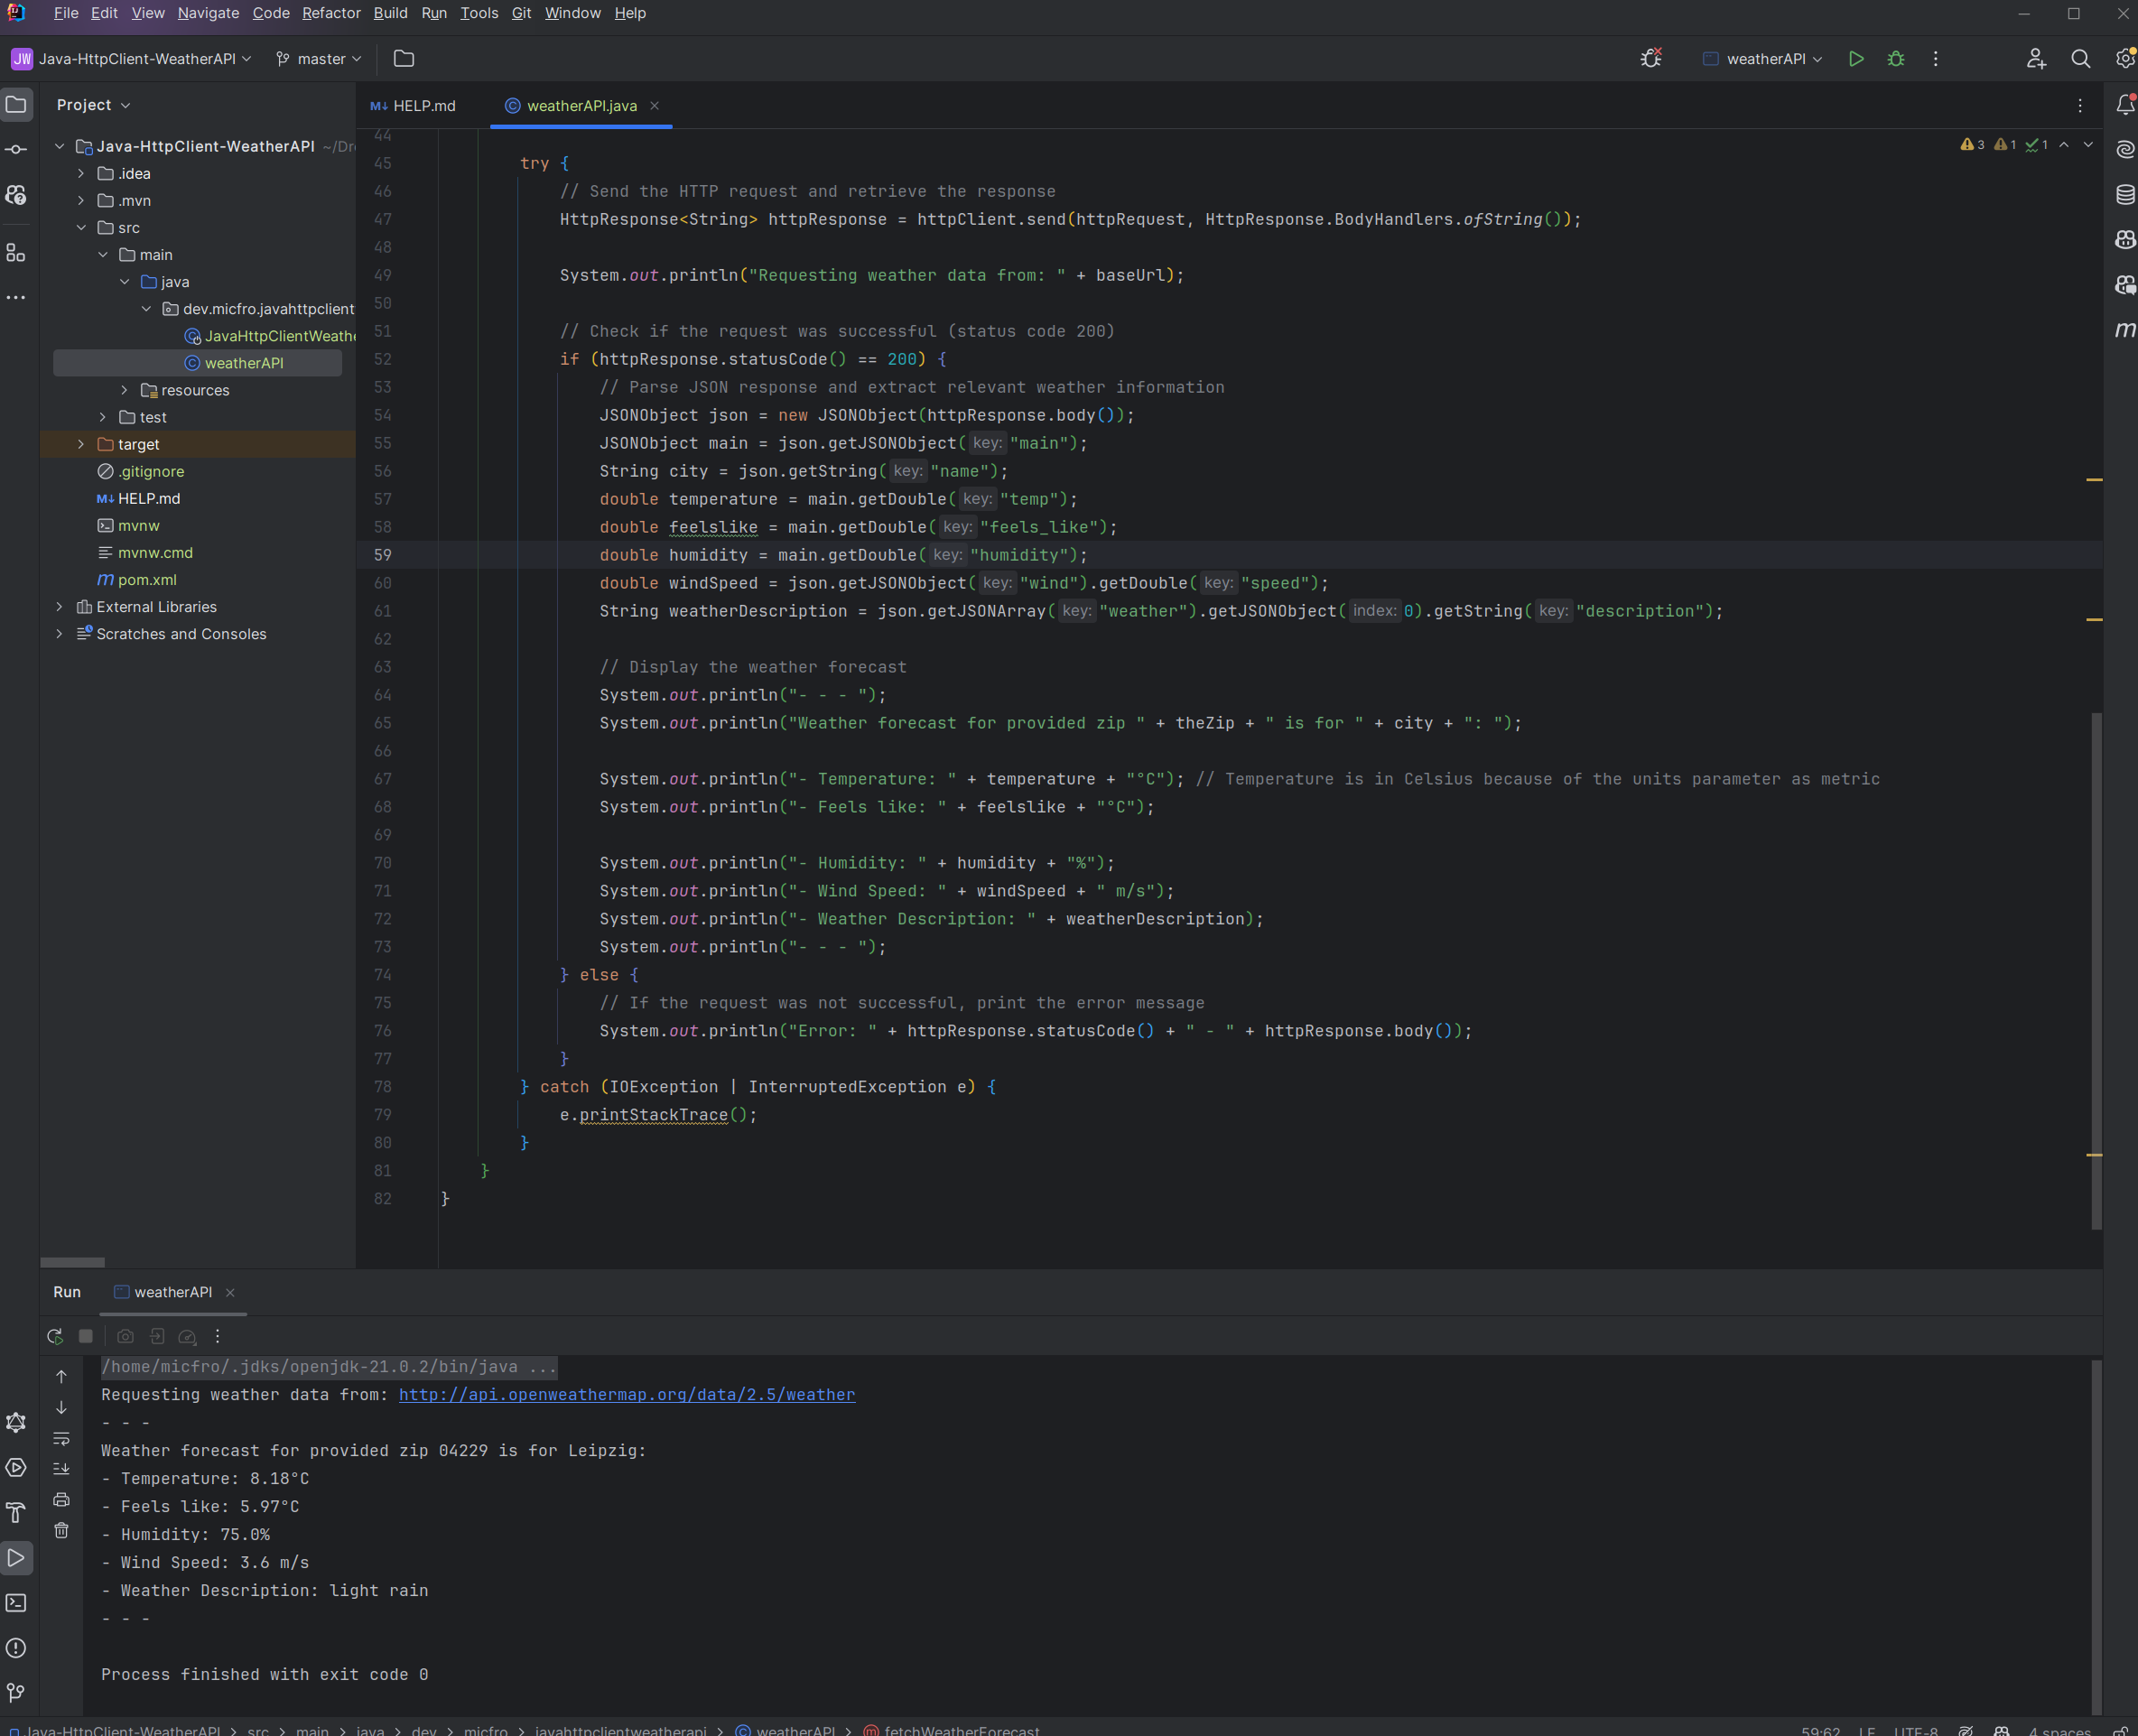 File Edit View Navigate Code Refactor Build Run Tools Git Window Help
JW Java-HttpClient-WeatherAPI master weatherAPI
Project
HELP.md weatherAPI.java
Java-HttpClient-WeatherAPI
.idea
.mvn
src
main
java
dev.micfro.javahttpclient
JavaHttpClientWeathe
weatherAPI
resources
test
target
.gitignore
HELP.md
mvnw
mvnw.cmd
pom.xml
External Libraries
Scratches and Consoles
3 1 1
44
45 try {
46 // Send the HTTP request and retrieve the response
47 HttpResponse<String> httpResponse = httpClient.send(httpRequest, HttpResponse.BodyHandlers.ofString());
48
49 System.out.println("Requesting weather data from: " + baseUrl);
50
51 // Check if the request was successful (status code 200)
52 if (httpResponse.statusCode() == 200) {
53 // Parse JSON response and extract relevant weather information
54 JSONObject json = new JSONObject(httpResponse.body());
55 JSONObject main = json.getJSONObject( key: "main");
56 String city = json.getString( key: "name");
57 double temperature = main.getDouble( key: "temp");
58 double feelslike = main.getDouble( key: "feels_like");
59 double humidity = main.getDouble( key: "humidity");
60 double windSpeed = json.getJSONObject( key: "wind").getDouble( key: "speed");
61 String weatherDescription = json.getJSONArray( key: "weather").getJSONObject( index: 0).getString( key: "description");
62
63 // Display the weather forecast
64 System.out.println("- - - ");
65 System.out.println("Weather forecast for provided zip " + theZip + " is for " + city + ": ");
66
67 System.out.println("- Temperature: " + temperature + "°C"); // Temperature is in Celsius because of the units parameter as metric
68 System.out.println("- Feels like: " + feelslike + "°C");
69
70 System.out.println("- Humidity: " + humidity + "%");
71 System.out.println("- Wind Speed: " + windSpeed + " m/s");
72 System.out.println("- Weather Description: " + weatherDescription);
73 System.out.println("- - - ");
74 } else {
75 // If the request was not successful, print the error message
76 System.out.println("Error: " + httpResponse.statusCode() + " - " + httpResponse.body());
77 }
78 } catch (IOException | InterruptedException e) {
79 e.printStackTrace();
80 }
81 }
82 }
Run weatherAPI
/home/micfro/.jdks/openjdk-21.0.2/bin/java ...
Requesting weather data from: http://api.openweathermap.org/data/2.5/weather
- - -
Weather forecast for provided zip 04229 is for Leipzig:
- Temperature: 8.18°C
- Feels like: 5.97°C
- Humidity: 75.0%
- Wind Speed: 3.6 m/s
- Weather Description: light rain
- - -
Process finished with exit code 0
Java-HttpClient-WeatherAPI > src > main > java > dev > micfro > javahttpclientweatherapi > weatherAPI > fetchWeatherForecast 59:62 LF UTF-8 4 spaces